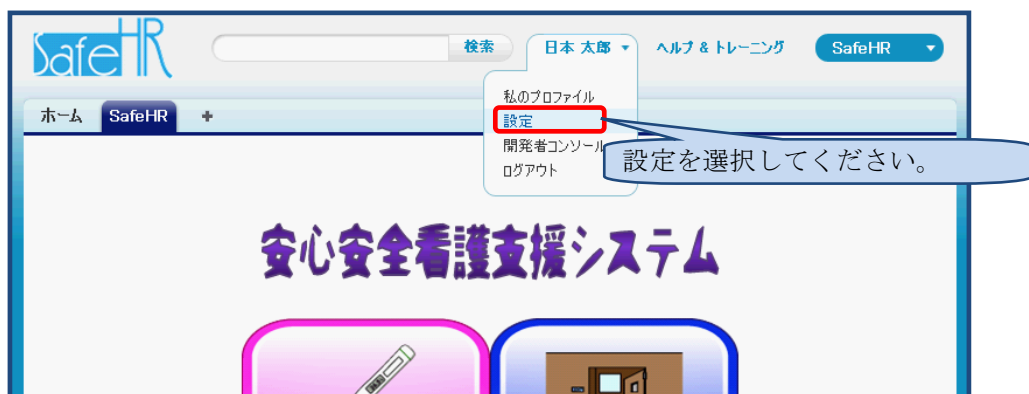 SafeHR
検索
日本 太郎
ヘルプ & トレーニング
SafeHR
私のプロファイル
設定
開発者コンソール
ログアウト
ホーム
SafeHR
+
設定を選択してください。
安心安全看護支援システム